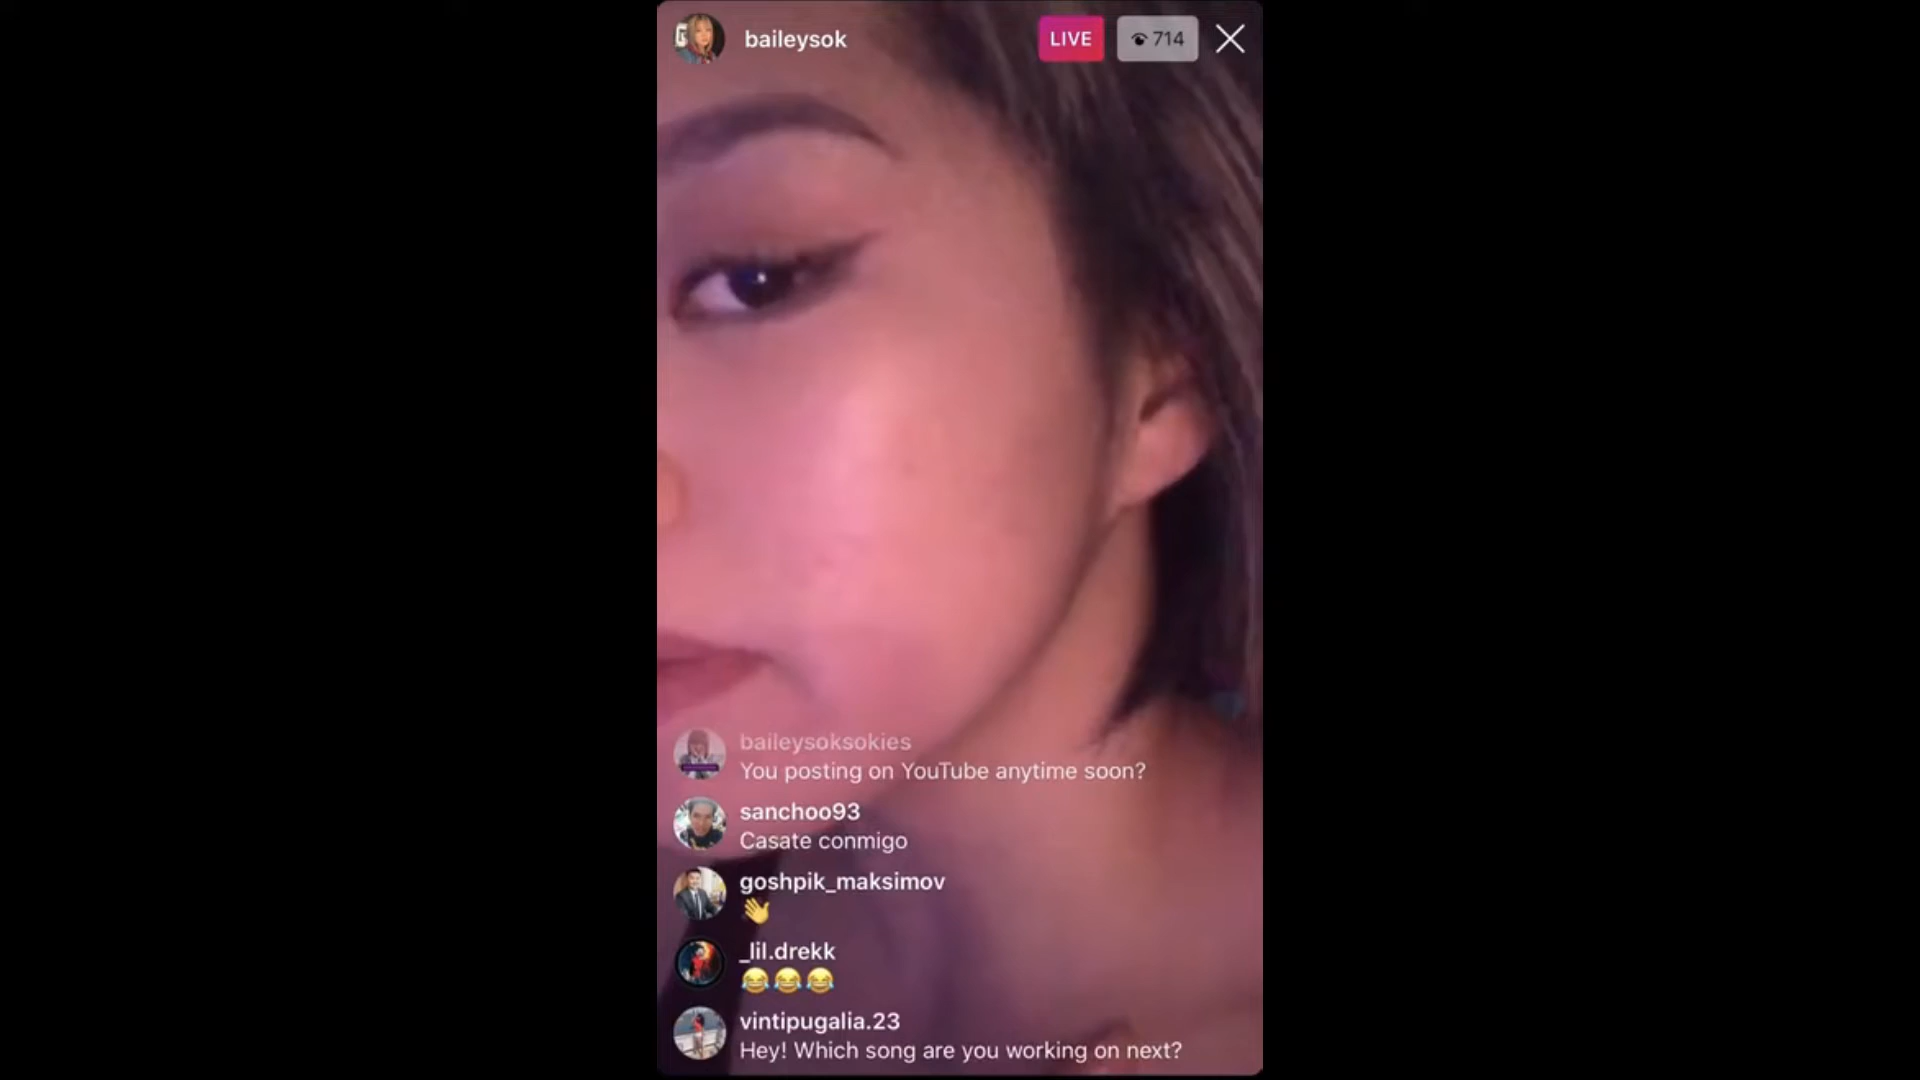 baileysok
LIVE
714
baileysoksokies
You posting on YouTube anytime soon?
sanchoo93
Casate conmigo
goshpik_maksimov
👋
_lil.drekk
😂😂😂
vintipugalia.23
Hey! Which song are you working on next?